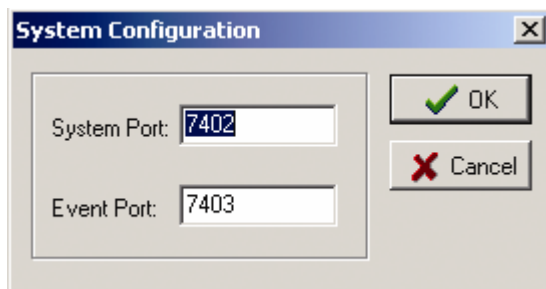 System Configuration
System Port: 7402
Event Port: 7403
OK
Cancel